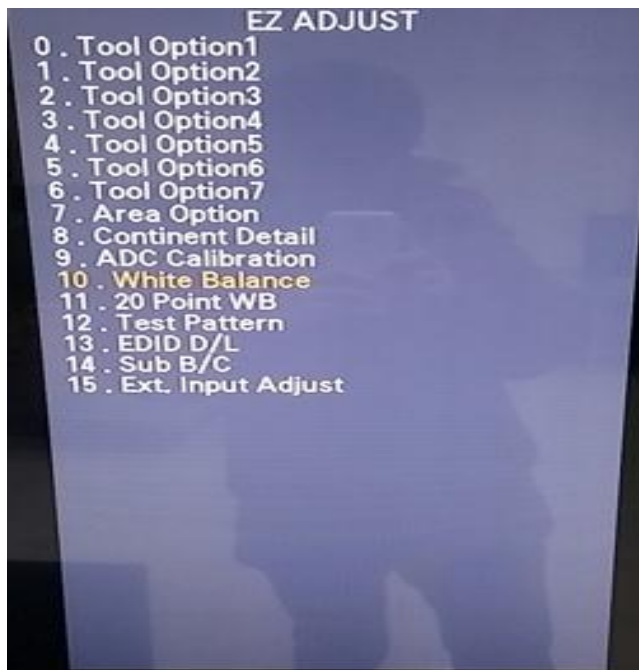 EZ ADJUST
0 . Tool Option1
1 . Tool Option2
2 . Tool Option3
3 . Tool Option4
4 . Tool Option5
5 . Tool Option6
6 . Tool Option7
7 . Area Option
8 . Continent Detail
9 . ADC Calibration
10 . White Balance
11 . 20 Point WB
12 . Test Pattern
13 . EDID D/L
14 . Sub B/C
15 . Ext. Input Adjust